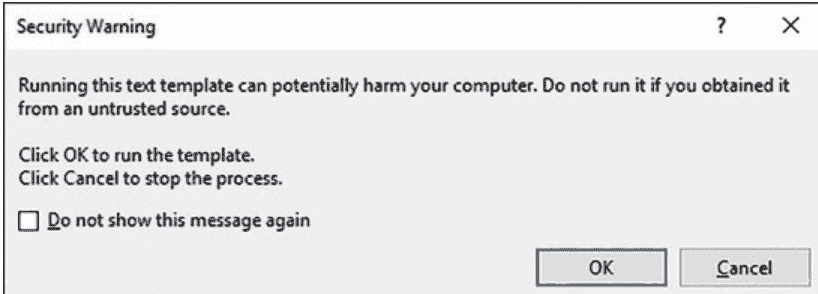 Security Warning ? X
Running this text template can potentially harm your computer. Do not run it if you obtained it
from an untrusted source.
Click OK to run the template.
Click Cancel to stop the process.
Do not show this message again
OK Cancel